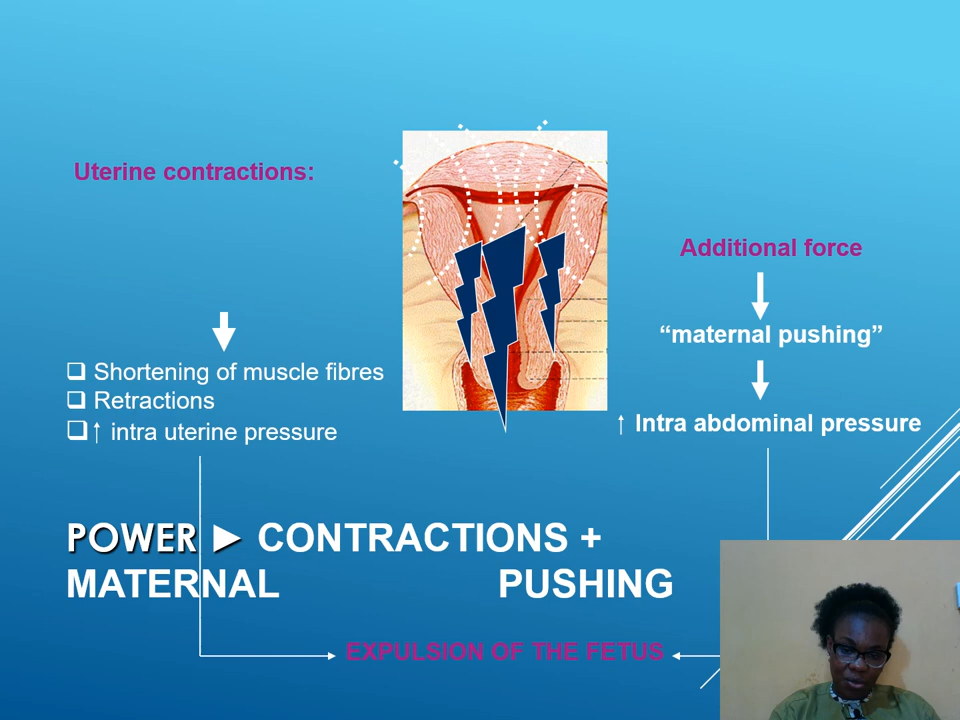 Uterine contractions:
Additional force
“maternal pushing”
❑ Shortening of muscle fibres
❑ Retractions
❑↑ intra uterine pressure
↑ Intra abdominal pressure
POWER ► CONTRACTIONS +
MATERNAL PUSHING
EXPULSION OF THE FETUS